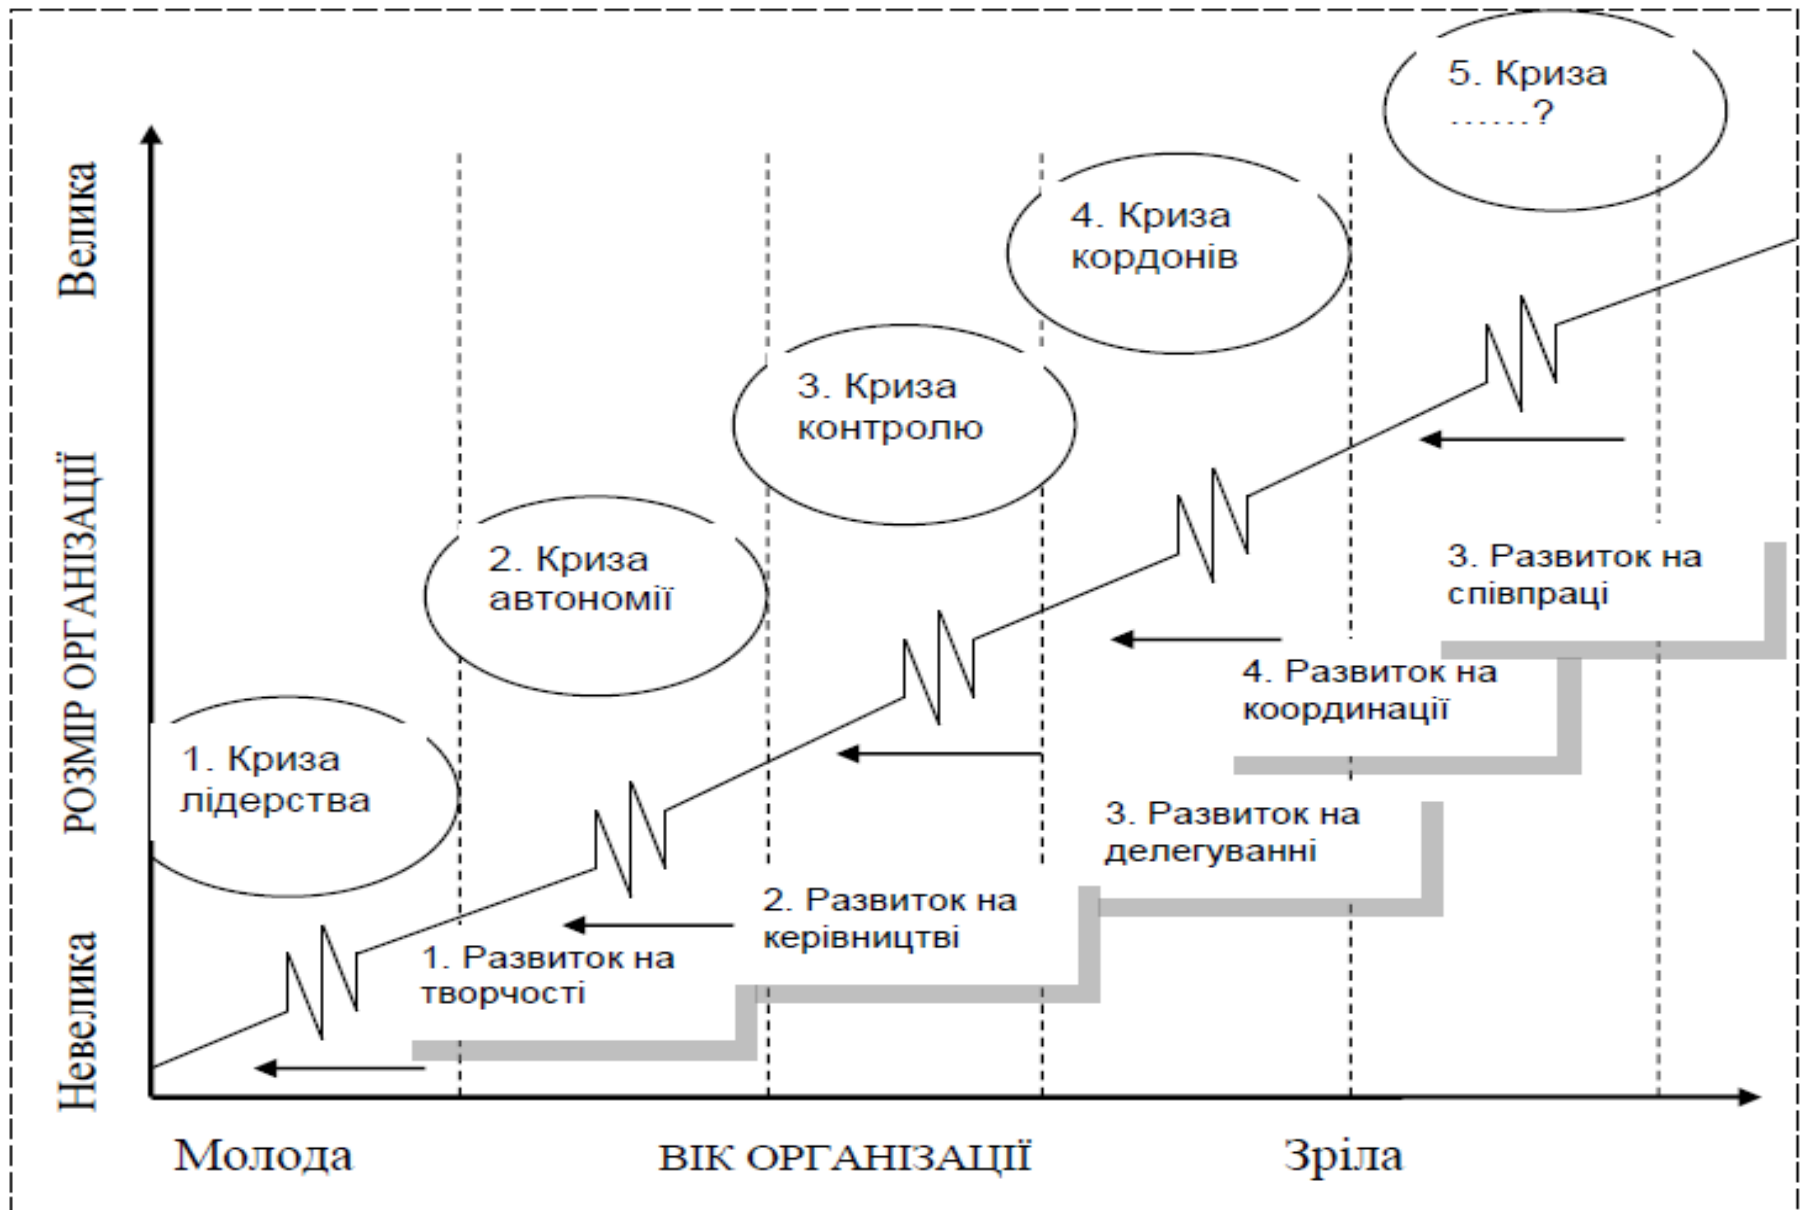 5. Криза
……?
4. Криза
кордонів
3. Криза
контролю
2. Криза
автономії
1. Криза
лідерства
Велика
РОЗМІР ОРГАНІЗАЦІЇ
Невелика
3. Развиток на
співпраці
4. Развиток на
координації
3. Развиток на
делегуванні
2. Развиток на
керівництві
1. Развиток на
творчості
Молода
ВІК ОРГАНІЗАЦІЇ
Зріла